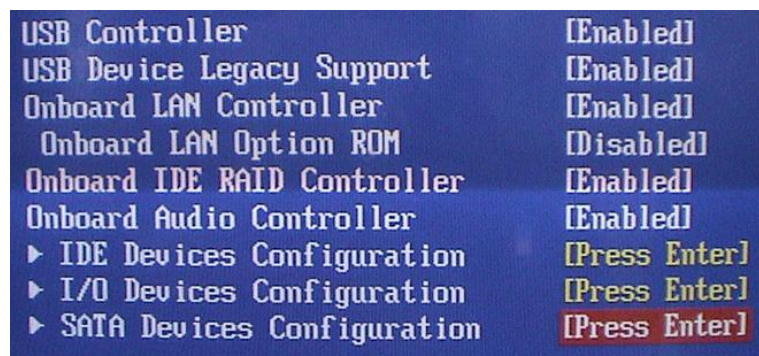 USB Controller [Enabled]
USB Device Legacy Support [Enabled]
Onboard LAN Controller [Enabled]
Onboard LAN Option ROM [Disabled]
Onboard IDE RAID Controller [Enabled]
Onboard Audio Controller [Enabled]
▶ IDE Devices Configuration [Press Enter]
▶ I/O Devices Configuration [Press Enter]
▶ SATA Devices Configuration [Press Enter]